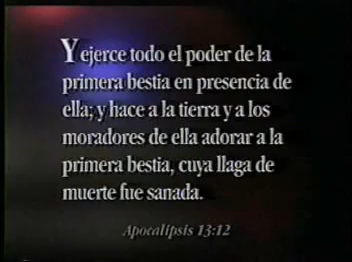 Y ejerce todo el poder de la
primera bestia en presencia de
ella; y hace a la tierra y a los
moradores de ella adorar a la
primera bestia, cuya llaga de
muerte fue sanada.
Apocalipsis 13:12